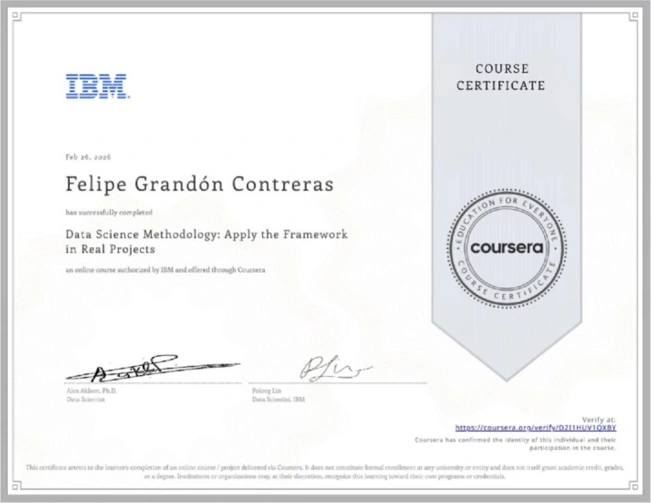 IBM
COURSE
CERTIFICATE
Feb 26, 2026
Felipe Grandón Contreras
has successfully completed
Data Science Methodology: Apply the Framework
in Real Projects
an online course authorized by IBM and offered through Coursera
EDUCATION FOR EVERYONE
coursera
COURSE CERTIFICATE
Alex Aklson, Ph.D.
Data Scientist
Polong Lin
Data Scientist, IBM
Verify at:
https://coursera.org/verify/D2I1HUV1QXBY
Coursera has confirmed the identity of this individual and their
participation in the course.
This certificate attests to the learner's completion of an online course / project delivered via Coursera. It does not constitute formal enrollment at any university or entity and does not itself grant academic credit, grades,
or a degree. Institutions or organizations may, at their discretion, recognize this learning toward their own programs or credentials.